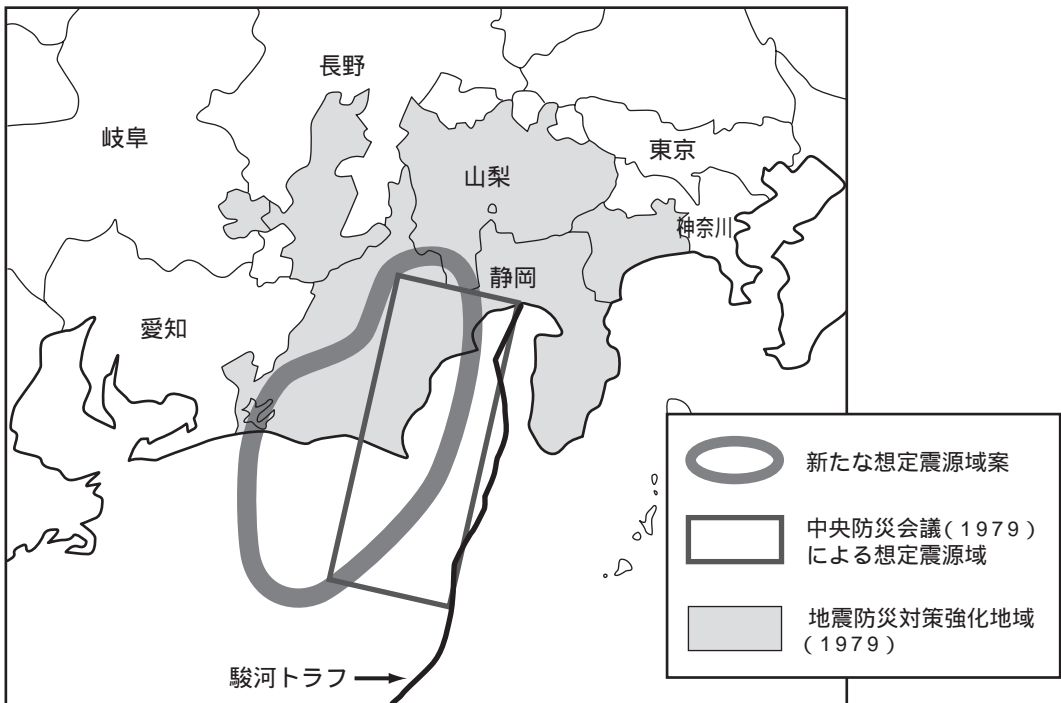 長野
岐阜
東京
山梨
神奈川
静岡
愛知
新たな想定震源域案
中央防災会議(1979)
による想定震源域
地震防災対策強化地域
(1979)
駿河トラフ